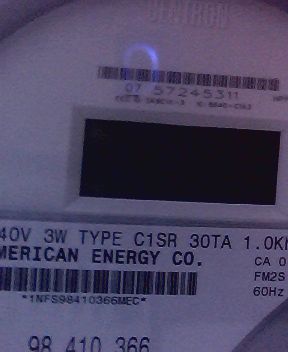 CENTRON
07 57245311
40V 3W TYPE C1SR 30TA 1.0K
MERICAN ENERGY CO.
CA 0
FM2S
60Hz
*1NFS98410366MEC*
98 410 366